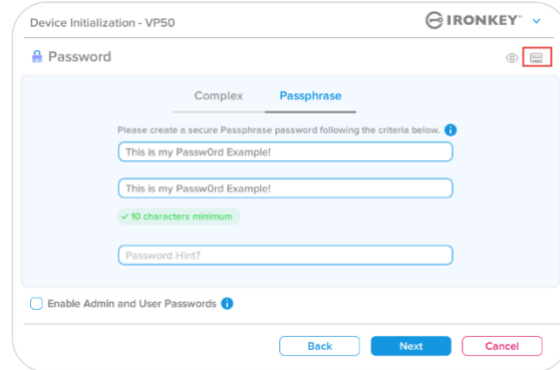 Device Initialization - VP50
IRONKEY™
Password
Complex Passphrase
Please create a secure Passphrase password following the criteria below.
This is my Passw0rd Example!
This is my Passw0rd Example!
✓ 10 characters minimum
Password Hint?
Enable Admin and User Passwords
Back Next Cancel